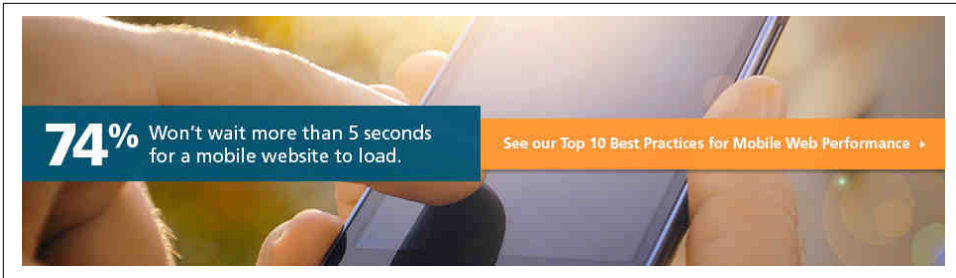 74% Won't wait more than 5 seconds
for a mobile website to load.
See our Top 10 Best Practices for Mobile Web Performance